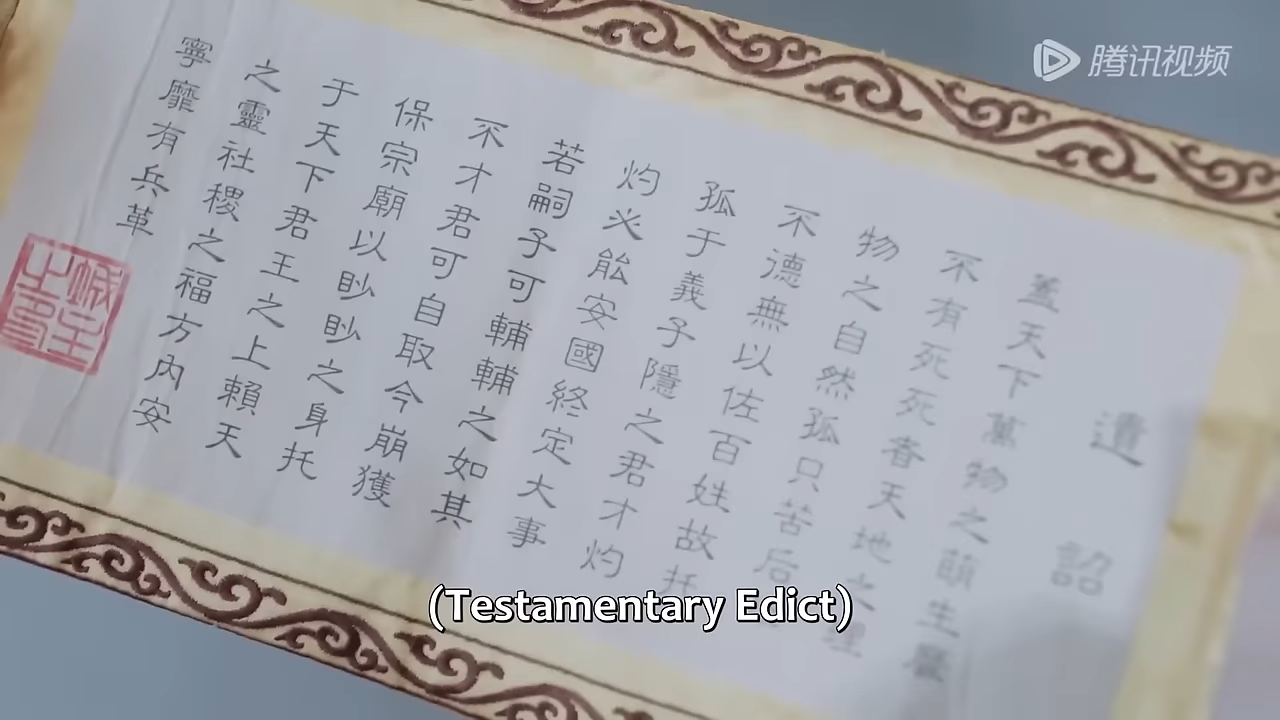 腾讯视频
遺詔
蓋天下萬物之萌生靡
不有死死者天地之理
物之自然孤只苦后
不德無以佐百姓故托
孤于義子隱之君才灼
灼必能安國終定大事
若嗣子可輔輔之如其
不才君可自取今崩獲
保宗廟以眇眇之身托
于天下君王之上賴天
之靈社稷之福方內安
寧靡有兵革
(Testamentary Edict)